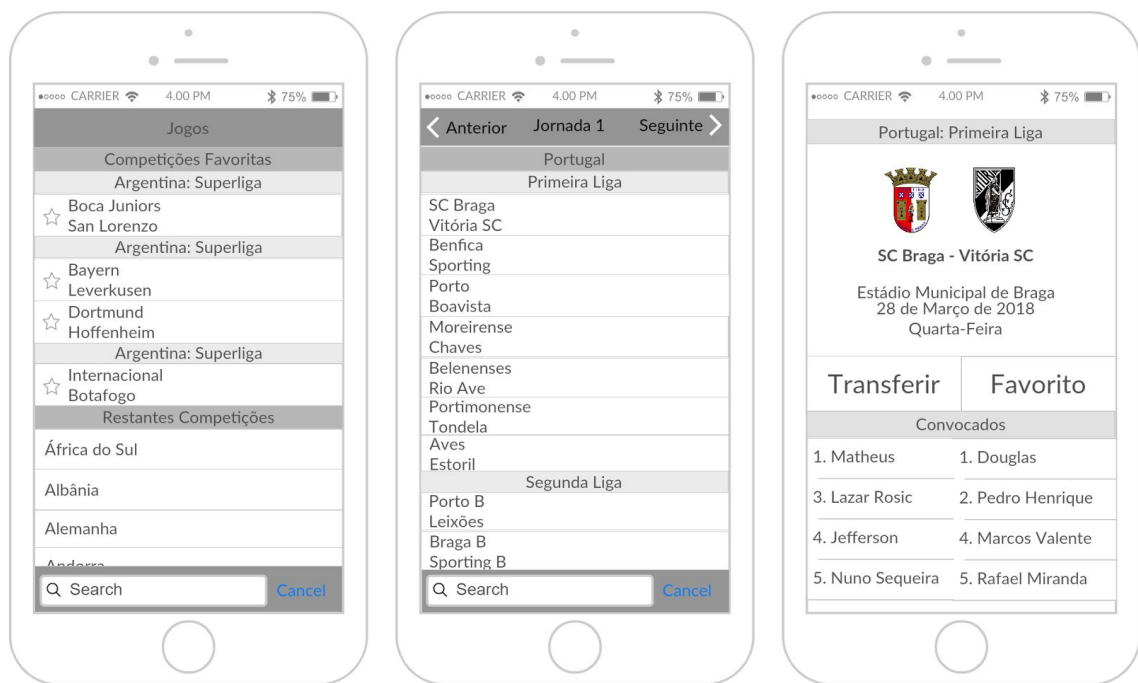 CARRIER 4.00 PM 75%
Jogos
Competições Favoritas
Argentina: Superliga
Boca Juniors
San Lorenzo
Argentina: Superliga
Bayern
Leverkusen
Dortmund
Hoffenheim
Argentina: Superliga
Internacional
Botafogo
Restantes Competições
África do Sul
Albânia
Alemanha
Andorra
Search Cancel
CARRIER 4.00 PM 75%
Anterior Jornada 1 Seguinte
Portugal
Primeira Liga
SC Braga
Vitória SC
Benfica
Sporting
Porto
Boavista
Moreirense
Chaves
Belenenses
Rio Ave
Portimonense
Tondela
Aves
Estoril
Segunda Liga
Porto B
Leixões
Braga B
Sporting B
Search Cancel
CARRIER 4.00 PM 75%
Portugal: Primeira Liga
SC Braga - Vitória SC
Estádio Municipal de Braga
28 de Março de 2018
Quarta-Feira
Transferir Favorito
Convocados
1. Matheus 1. Douglas
3. Lazar Rosic 2. Pedro Henrique
4. Jefferson 4. Marcos Valente
5. Nuno Sequeira 5. Rafael Miranda